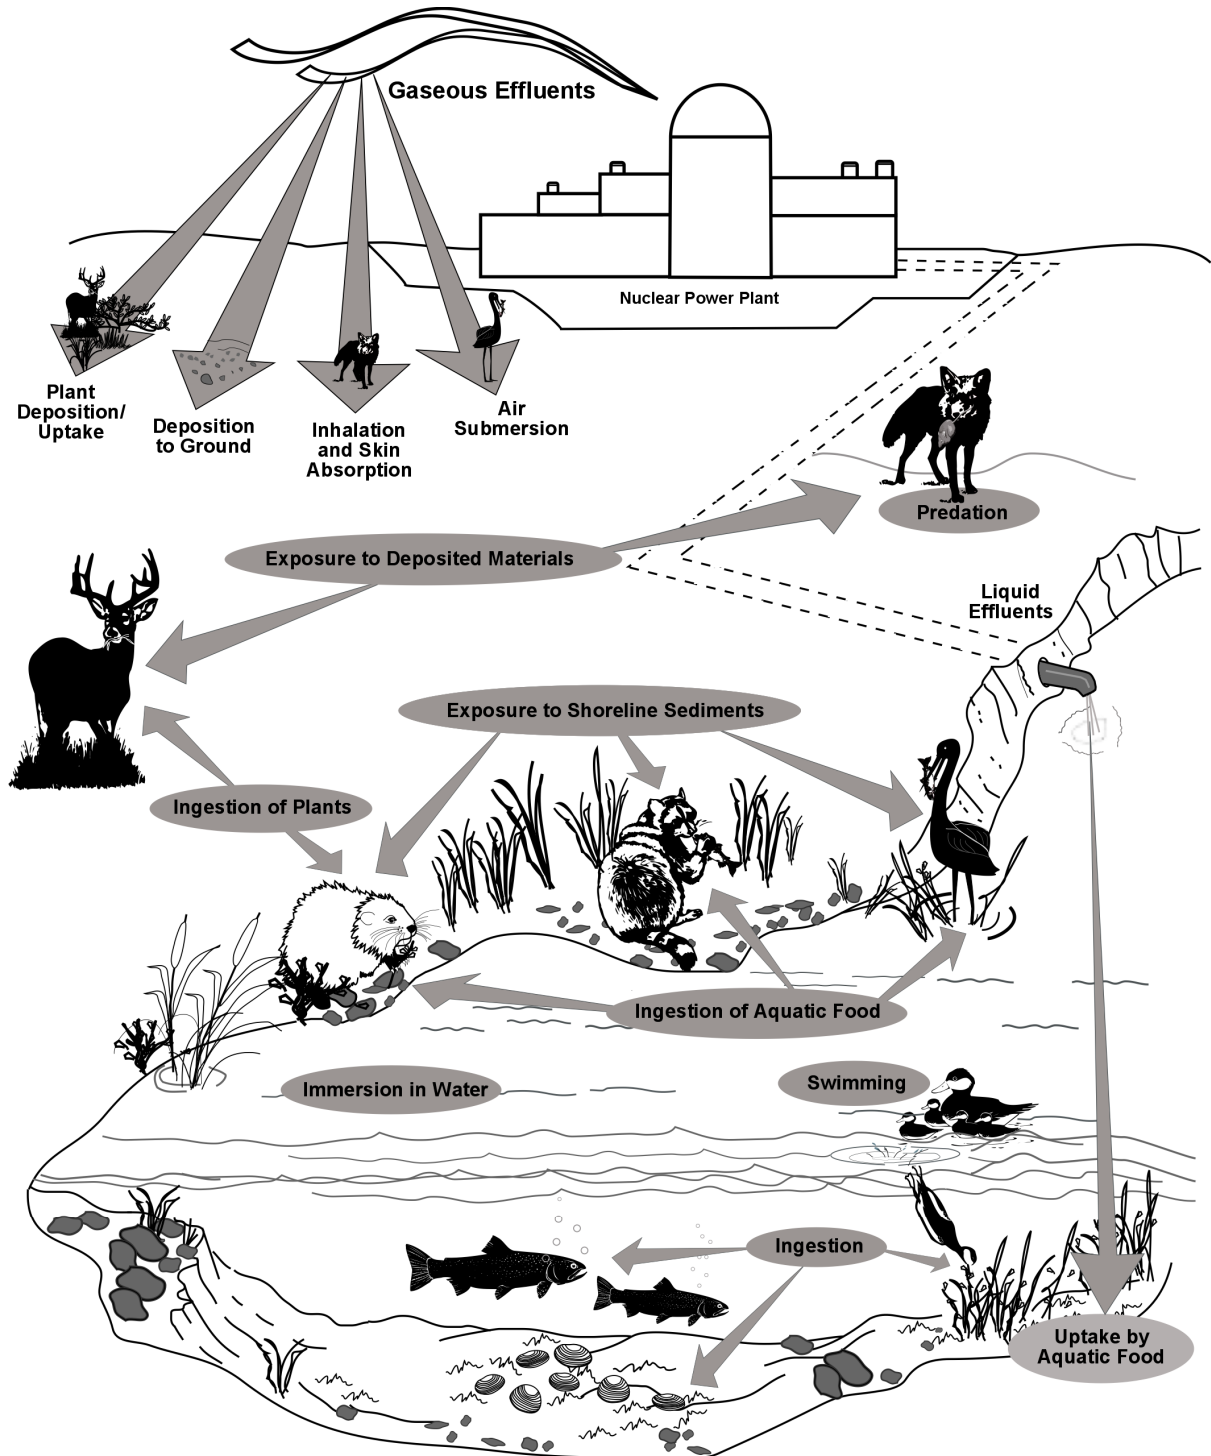 Gaseous Effluents
Nuclear Power Plant
Plant
Deposition/
Uptake
Deposition
to Ground
Inhalation
and Skin
Absorption
Air
Submersion
Predation
Exposure to Deposited Materials
Liquid
Effluents
Exposure to Shoreline Sediments
Ingestion of Plants
Ingestion of Aquatic Food
Immersion in Water
Swimming
Ingestion
Uptake by
Aquatic Food